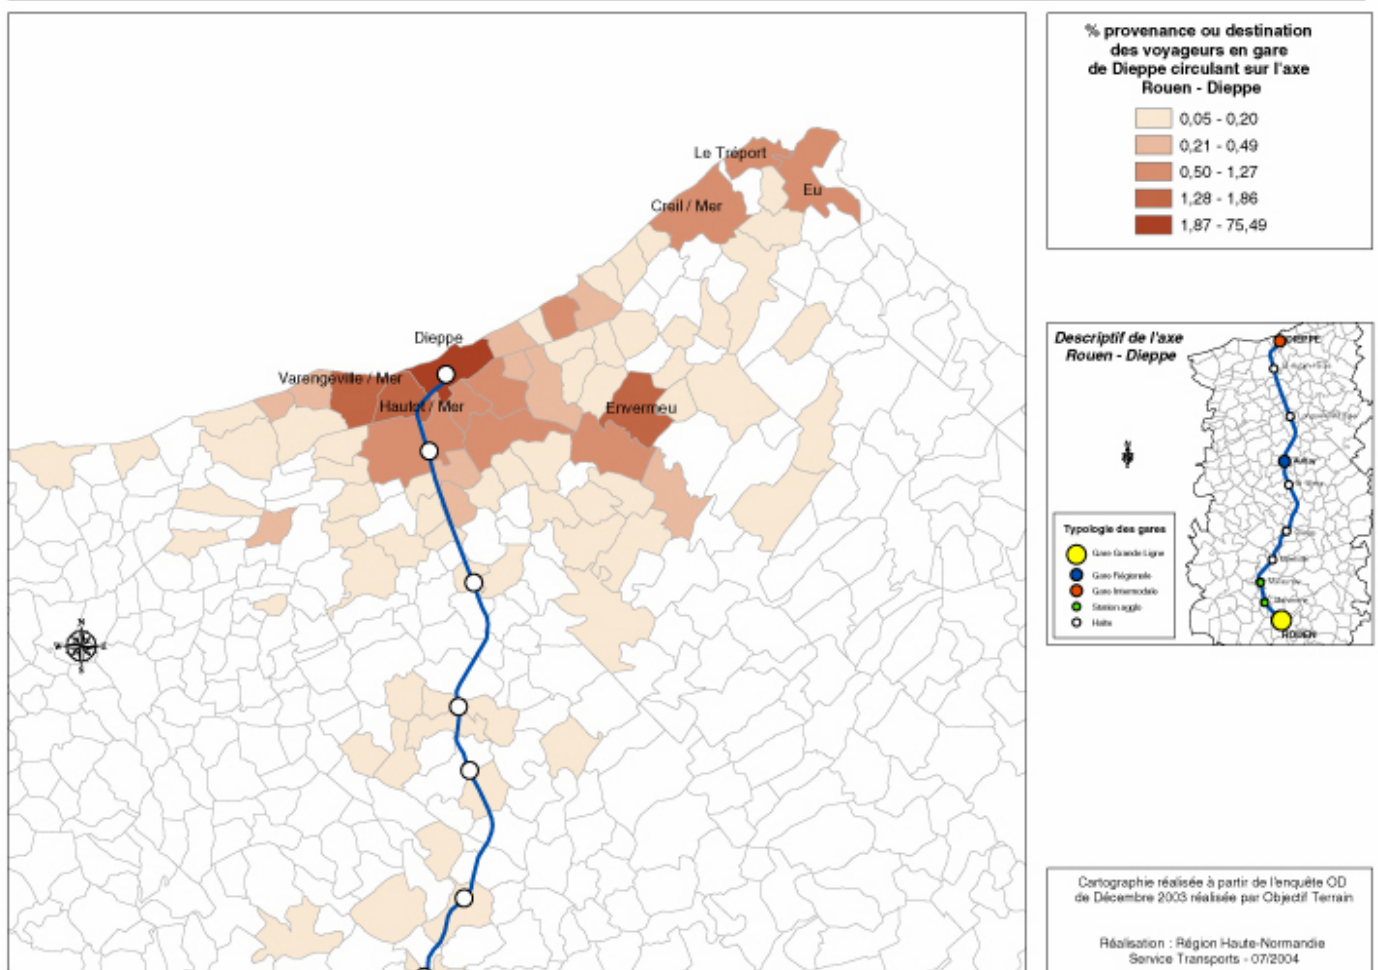 % provenance ou destination
des voyageurs en gare
de Dieppe circulant sur l'axe
Rouen - Dieppe
0,05 - 0,20
0,21 - 0,49
0,50 - 1,27
1,28 - 1,86
1,87 - 75,49
Le Tréport
Eu
Creil / Mer
Dieppe
Varengeville / Mer
Hautot / Mer
Envermeu
N
W
S
Descriptif de l'axe
Rouen - Dieppe
DIEPPE
Typologie des gares
Gare Grande Ligne
Gare Régionale
Gare Intermodale
Station agglo
Halte
ROUEN
Cartographie réalisée à partir de l'enquête OD
de Décembre 2003 réalisée par Objectif Terrain
Réalisation : Région Haute-Normandie
Service Transports - 07/2004